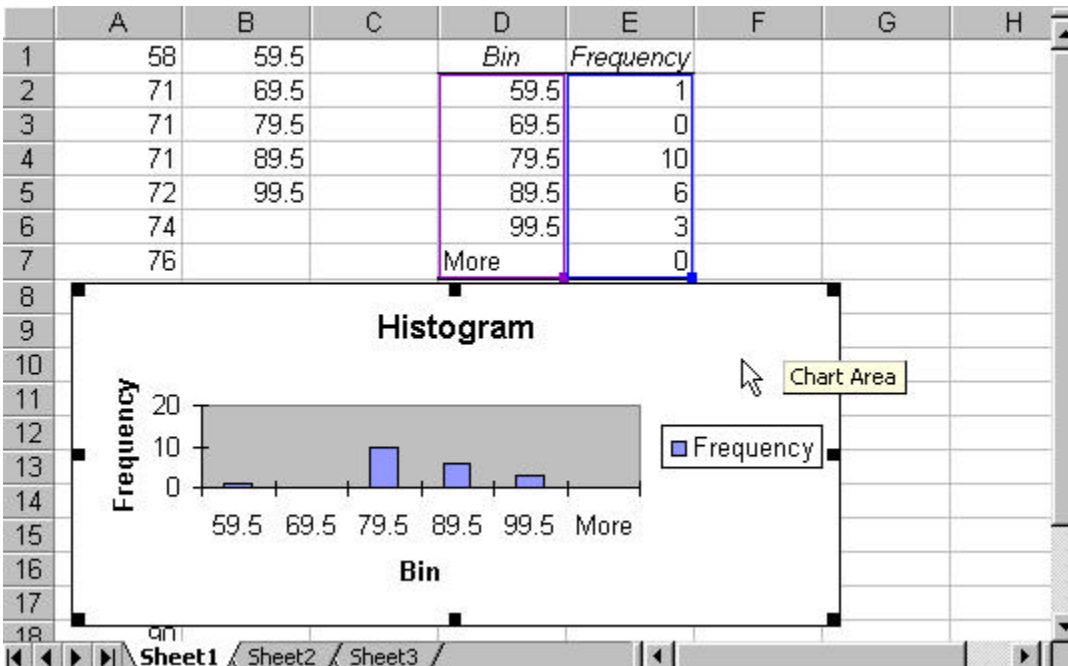 A B C D E F G H
1 58 59.5 Bin Frequency
2 71 69.5 59.5 1
3 71 79.5 69.5 0
4 71 89.5 79.5 10
5 72 99.5 89.5 6
6 74 99.5 3
7 76 More 0
8
9 Histogram
10 Chart Area
11
12
13
14
15
16
17
18 90
Frequency
20
10
0
59.5 69.5 79.5 89.5 99.5 More
Bin
Frequency
Sheet1 Sheet2 Sheet3